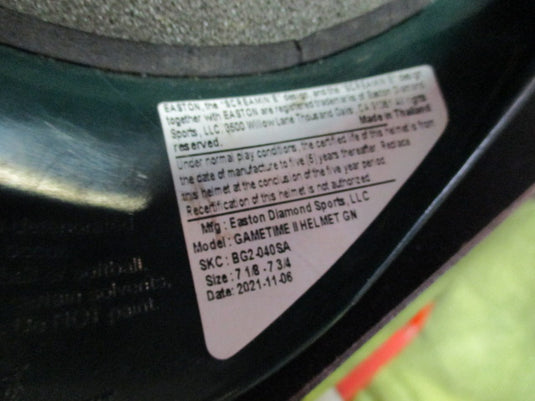 EASTON, the "SCREAMIN E" design, and the "SCREAMIN E" design
together with EASTON are registered trademarks of Easton Diamond
Sports, LLC. 3500 Willow Lane Thousand Oaks, CA 91361 All rights
reserved. Made in Thailand
Under normal play conditions, the certified life of this helmet is from
the date of manufacture to five (5) years thereafter. Replace
this helmet at the conclusion of the five year period.
Recertification of this helmet is not authorized.
Mfg : Easton Diamond Sports, LLC
Model : GAMETIME II HELMET GN
SKC : BG2-040SA
Size : 7 1/8 -7 3/4
Date: 2021-11-06
softball
solvents,
NOT paint.